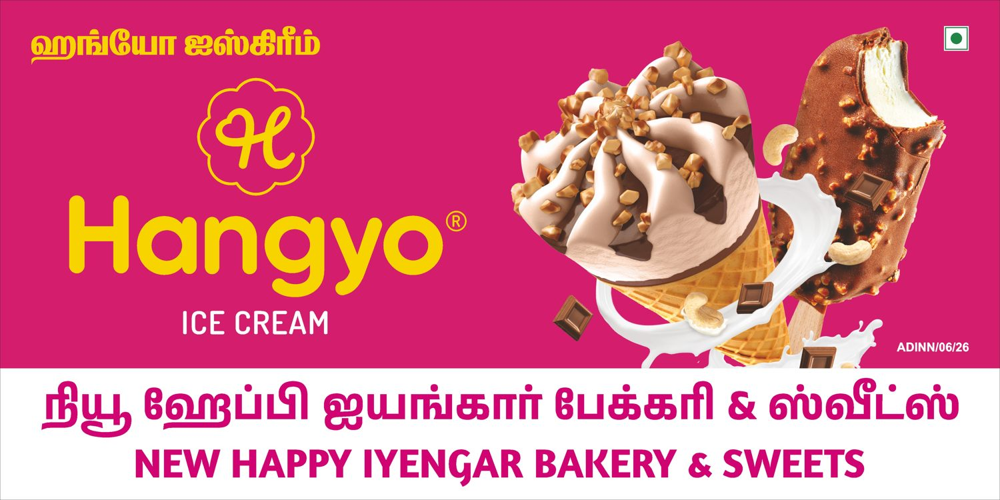 ஹங்யோ ஐஸ்கிரீம்
H
Hangyo®
ICE CREAM
ADINN/06/26
நியூ ஹேப்பி ஐயங்கார் பேக்கரி & ஸ்வீட்ஸ்
NEW HAPPY IYENGAR BAKERY & SWEETS